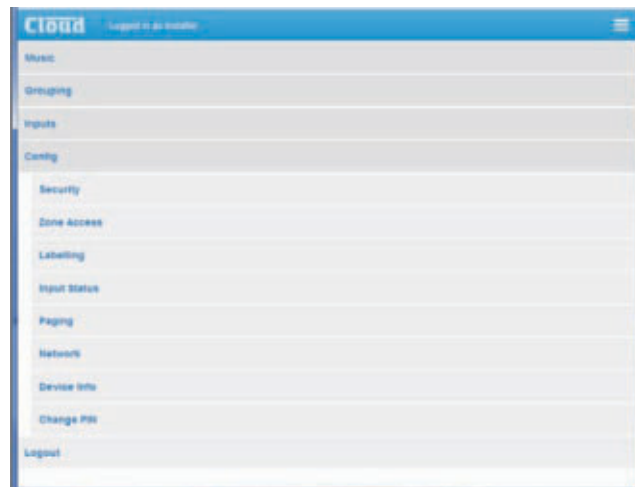 Cloud
Logged in as installer
Music
Grouping
Inputs
Config
Security
Zone Access
Labelling
Input Status
Paging
Network
Device Info
Change PIN
Logout